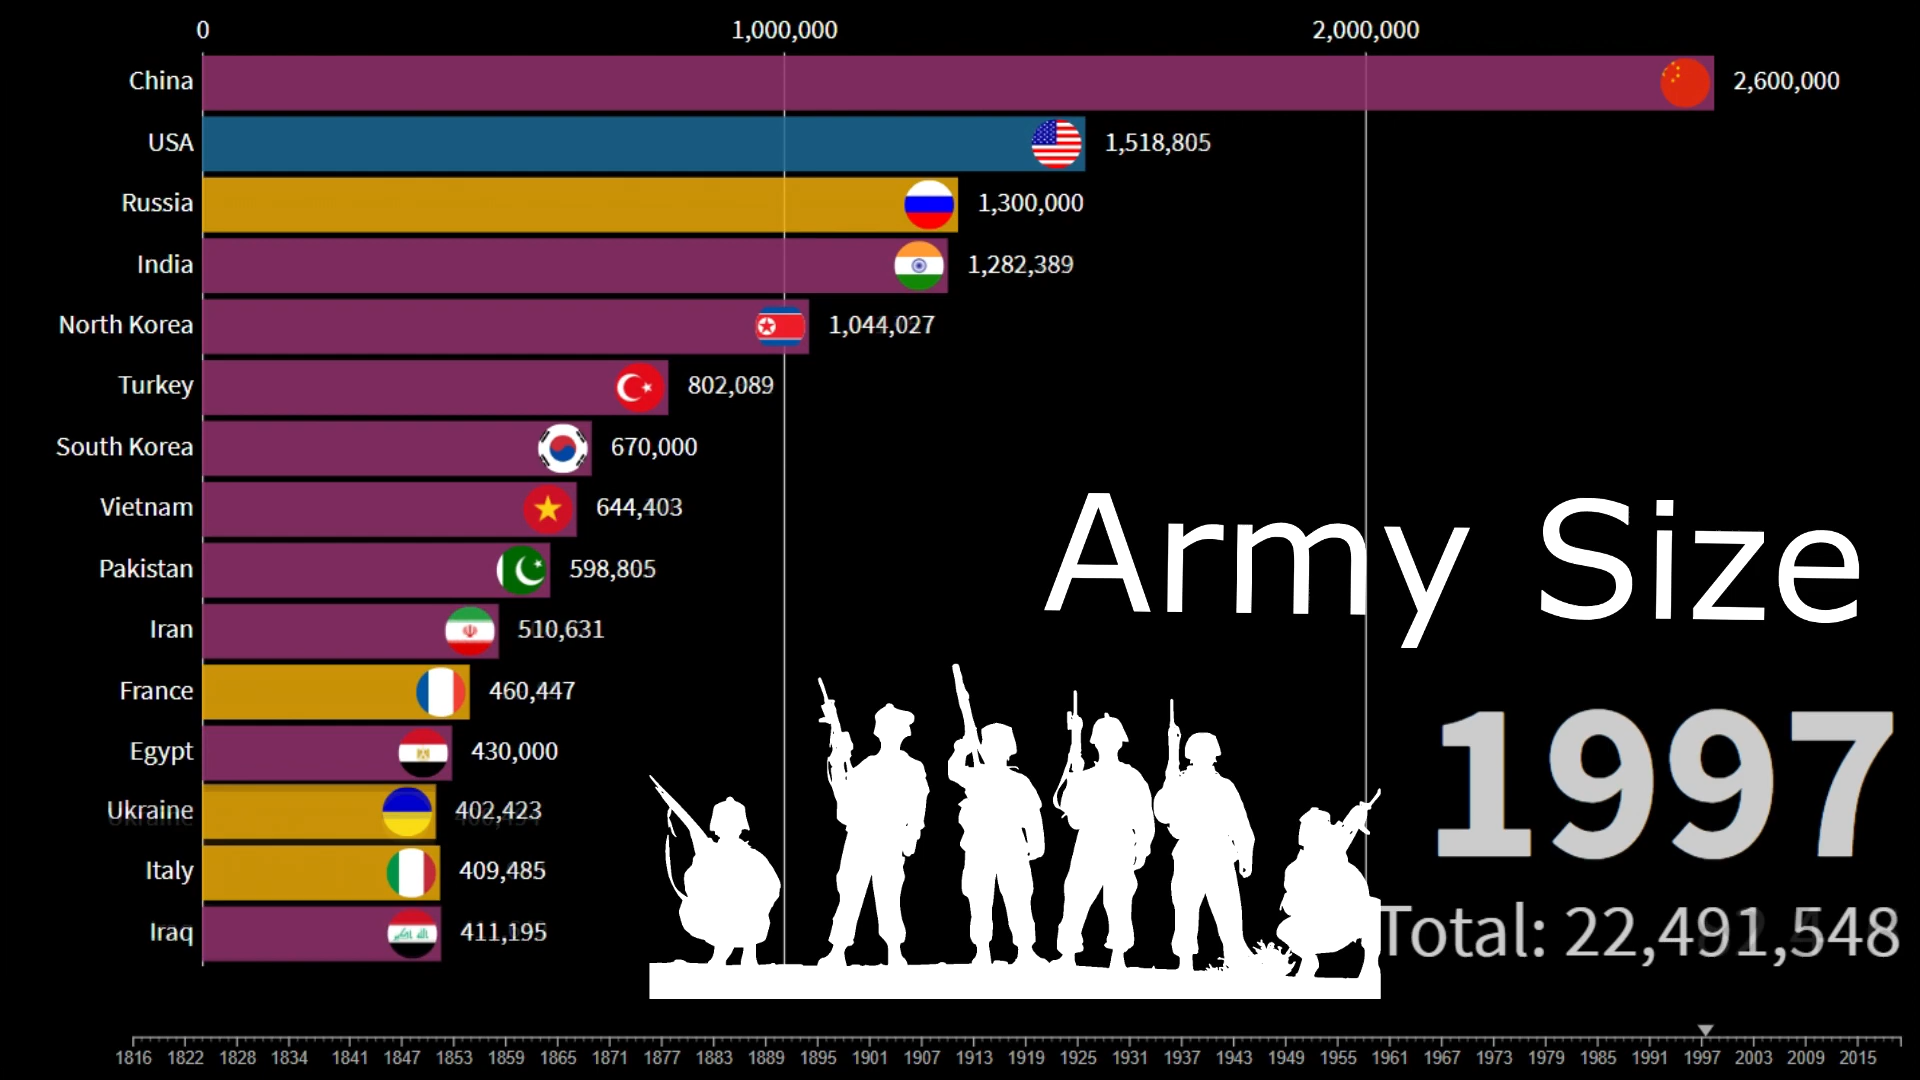 0 1,000,000 2,000,000
China 2,600,000
USA 1,518,805
Russia 1,300,000
India 1,282,389
North Korea 1,044,027
Turkey 802,089
South Korea 670,000
Vietnam 644,403
Pakistan 598,805
Iran 510,631
France 460,447
Egypt 430,000
Ukraine 402,423
Italy 409,485
Iraq 411,195
Army Size
1997
Total: 22,491,548
1816 1822 1828 1834 1841 1847 1853 1859 1865 1871 1877 1883 1889 1895 1901 1907 1913 1919 1925 1931 1937 1943 1949 1955 1961 1967 1973 1979 1985 1991 1997 2003 2009 2015